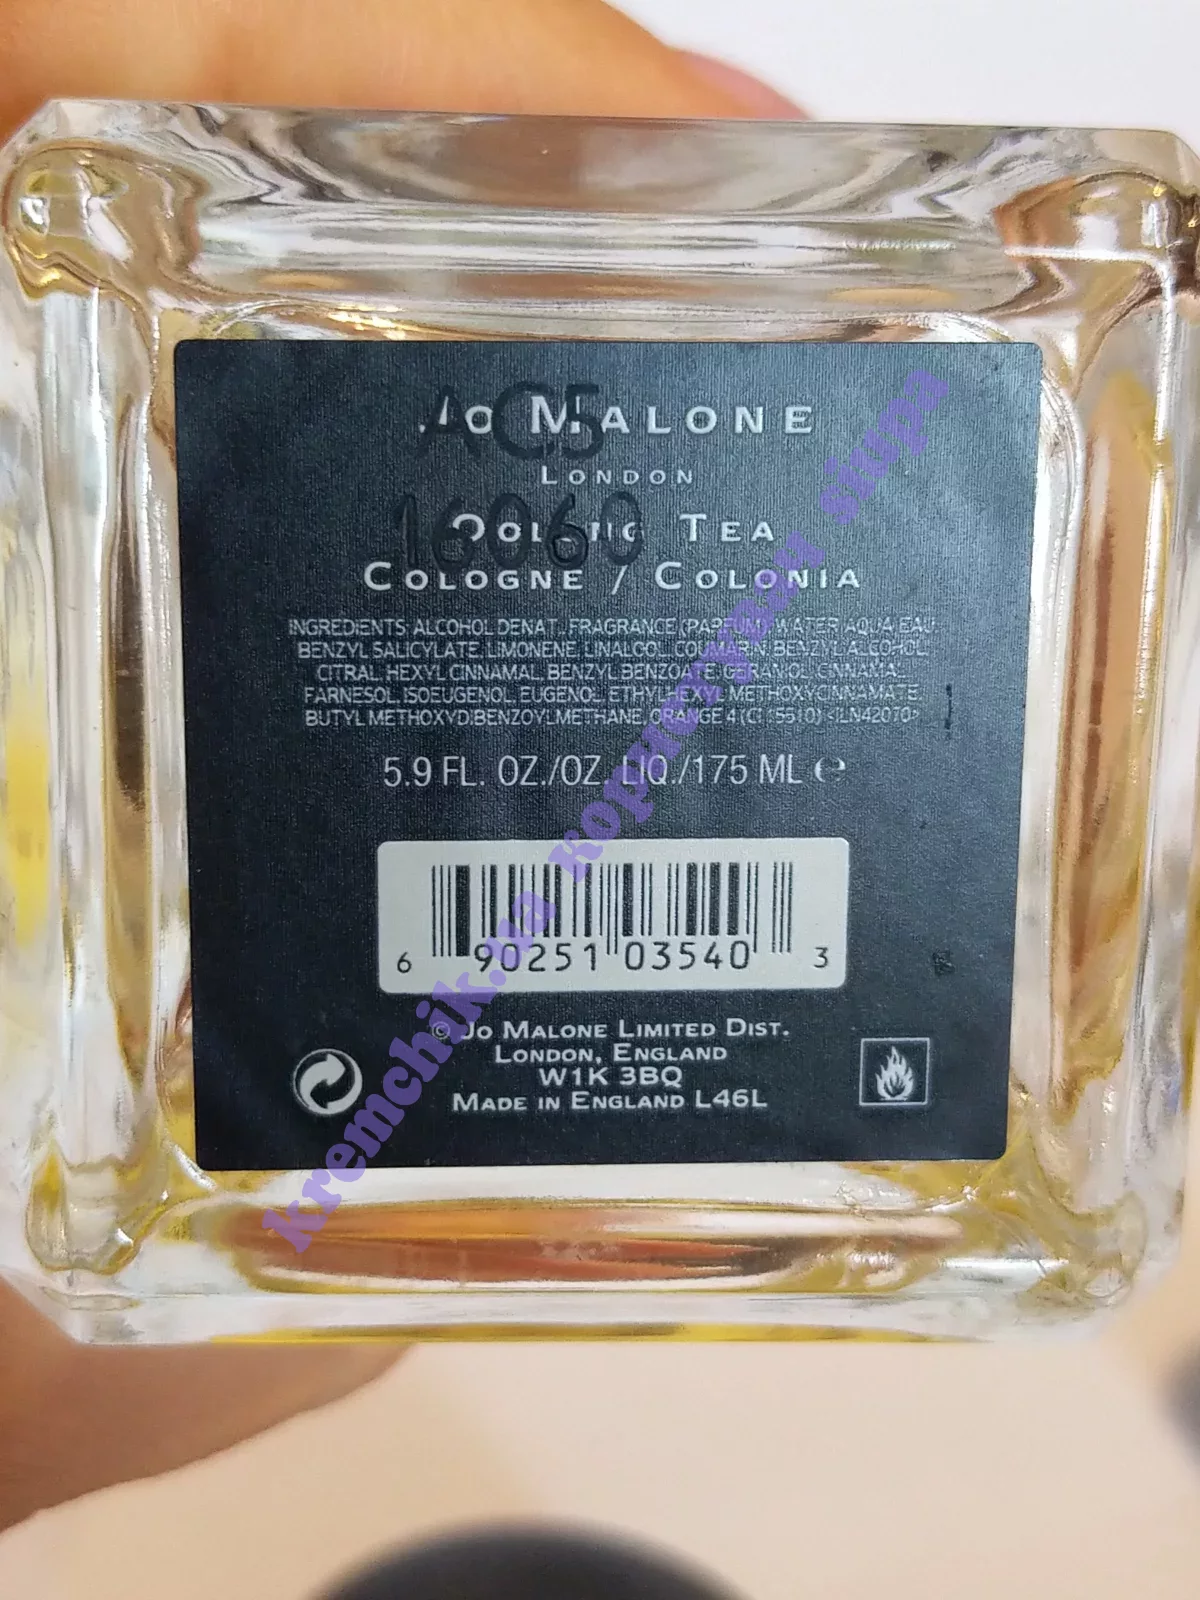 AC5
JO MALONE
LONDON
16060
OOLONG TEA
COLOGNE / COLONIA
INGREDIENTS: ALCOHOL DENAT., FRAGRANCE (PARFUM), WATER\AQUA\EAU,
BENZYL SALICYLATE, LIMONENE, LINALOOL, COUMARIN, BENZYL ALCOHOL,
CITRAL, HEXYL CINNAMAL, BENZYL BENZOATE, GERANIOL, CINNAMAL,
FARNESOL, ISOEUGENOL, EUGENOL, ETHYLHEXYL METHOXYCINNAMATE,
BUTYL METHOXYDIBENZOYLMETHANE, ORANGE 4 (CI 15510) <ILN42070>
5.9 FL. OZ./OZ. LIQ./175 ML ℮
6 90251 03540 3
© JO MALONE LIMITED DIST.
LONDON, ENGLAND
W1K 3BQ
MADE IN ENGLAND L46L
kremchik.ua користувач siupa